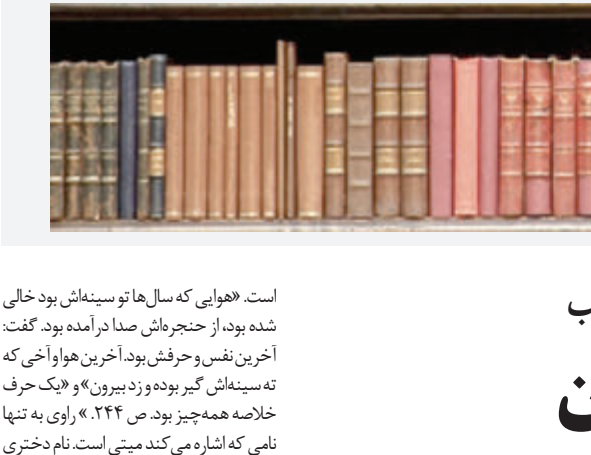 ب
ن
است. «هوایی که سال‌ها تو سینه‌اش بود خالی
شده بود، از حنجره‌اش صدا درآمده بود. گفت:
آخرین نفس و حرفش بود. آخرین هوا و آخی که
ته سینه‌اش گیر بوده و زد بیرون» و «یک حرف
خلاصه همه‌چیز بود. ص ۲۴۴.» راوی به تنها
نامی که اشاره می‌کند میتی است. نام دختری